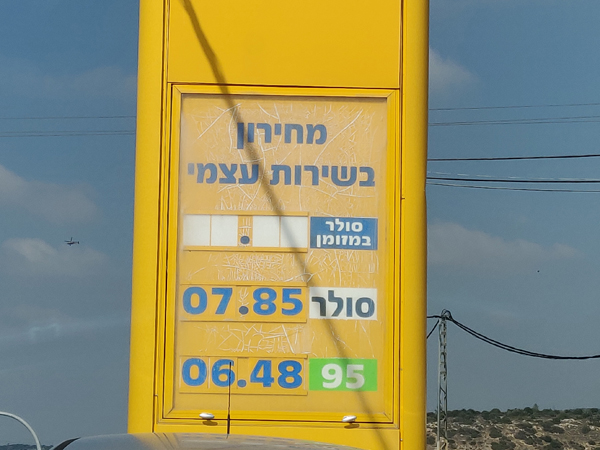 מחירון
בשירות עצמי
סולר
במזומן
סולר 07.85
95 06.48